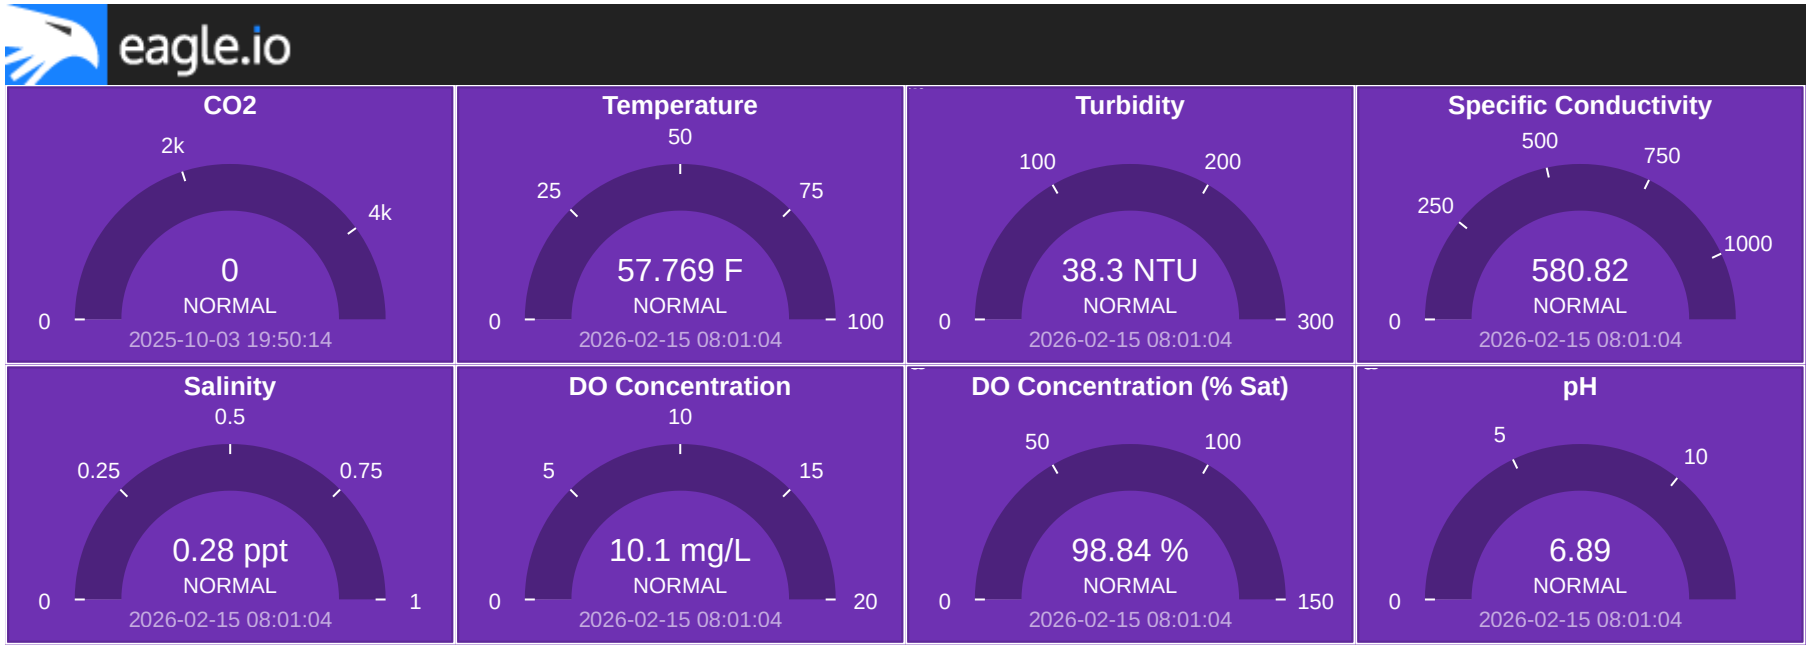 eagle.io
CO2
2k
4k
0
NORMAL
0
2025-10-03 19:50:14
Temperature
50
25
75
57.769 F
NORMAL
0
100
2026-02-15 08:01:04
Turbidity
100
200
38.3 NTU
NORMAL
0
300
2026-02-15 08:01:04
Specific Conductivity
500
750
250
1000
580.82
NORMAL
0
2026-02-15 08:01:04
Salinity
0.5
0.25
0.75
0.28 ppt
NORMAL
0
1
2026-02-15 08:01:04
DO Concentration
10
5
15
10.1 mg/L
NORMAL
0
20
2026-02-15 08:01:04
DO Concentration (% Sat)
50
100
98.84 %
NORMAL
0
150
2026-02-15 08:01:04
pH
5
10
6.89
NORMAL
0
2026-02-15 08:01:04